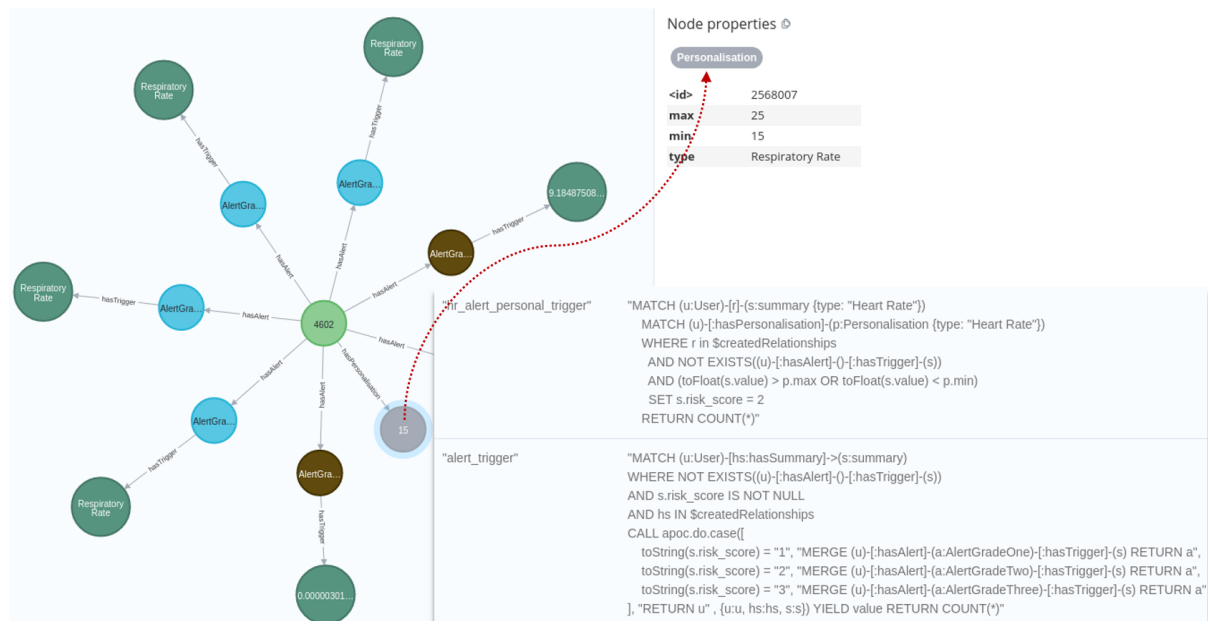 Respiratory
Rate
hasTrigger
AlertGra...
hasAlert
Respiratory
Rate
hasTrigger
AlertGra...
hasAlert
9.18487508...
hasTrigger
AlertGra...
hasAlert
Respiratory
Rate
hasTrigger
AlertGra...
hasAlert
4602
hasAlert
hasPersonalisation
15
hasAlert
AlertGra...
hasTrigger
Respiratory
Rate
hasAlert
AlertGra...
hasTrigger
0.00000301...
Node properties
Personalisation
<id> 2568007
max 25
min 15
type Respiratory Rate
"hr_alert_personal_trigger" "MATCH (u:User)-[r]-(s:summary {type: "Heart Rate"})
MATCH (u)-[:hasPersonalisation]-(p:Personalisation {type: "Heart Rate"})
WHERE r in $createdRelationships
AND NOT EXISTS((u)-[:hasAlert]-()-[:hasTrigger]-(s))
AND (toFloat(s.value) > p.max OR toFloat(s.value) < p.min)
SET s.risk_score = 2
RETURN COUNT(*)"
"alert_trigger" "MATCH (u:User)-[hs:hasSummary]->(s:summary)
WHERE NOT EXISTS((u)-[:hasAlert]-()-[:hasTrigger]-(s))
AND s.risk_score IS NOT NULL
AND hs IN $createdRelationships
CALL apoc.do.case([
toString(s.risk_score) = "1", "MERGE (u)-[:hasAlert]-(a:AlertGradeOne)-[:hasTrigger]-(s) RETURN a",
toString(s.risk_score) = "2", "MERGE (u)-[:hasAlert]-(a:AlertGradeTwo)-[:hasTrigger]-(s) RETURN a",
toString(s.risk_score) = "3", "MERGE (u)-[:hasAlert]-(a:AlertGradeThree)-[:hasTrigger]-(s) RETURN a"
], "RETURN u" , {u:u, hs:hs, s:s}) YIELD value RETURN COUNT(*)"